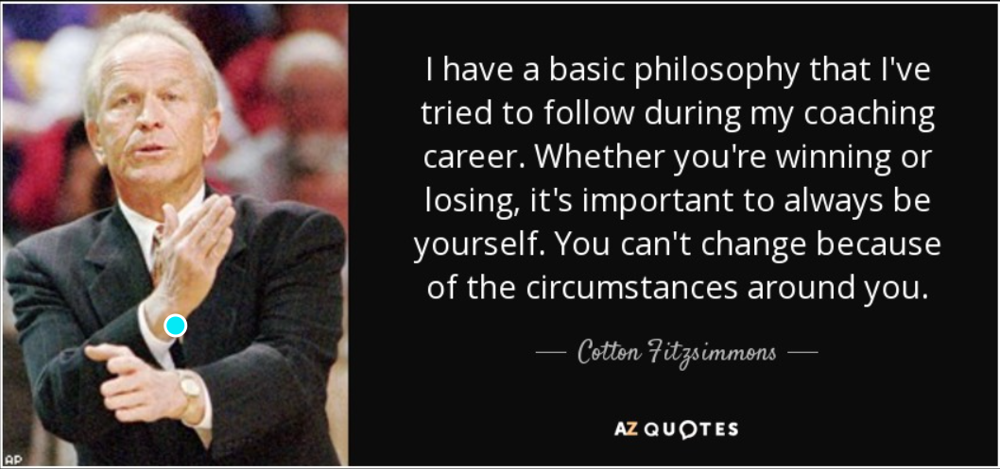 I have a basic philosophy that I've
tried to follow during my coaching
career. Whether you're winning or
losing, it's important to always be
yourself. You can't change because
of the circumstances around you.
Cotton Fitzsimmons
AZ QUOTES
AP